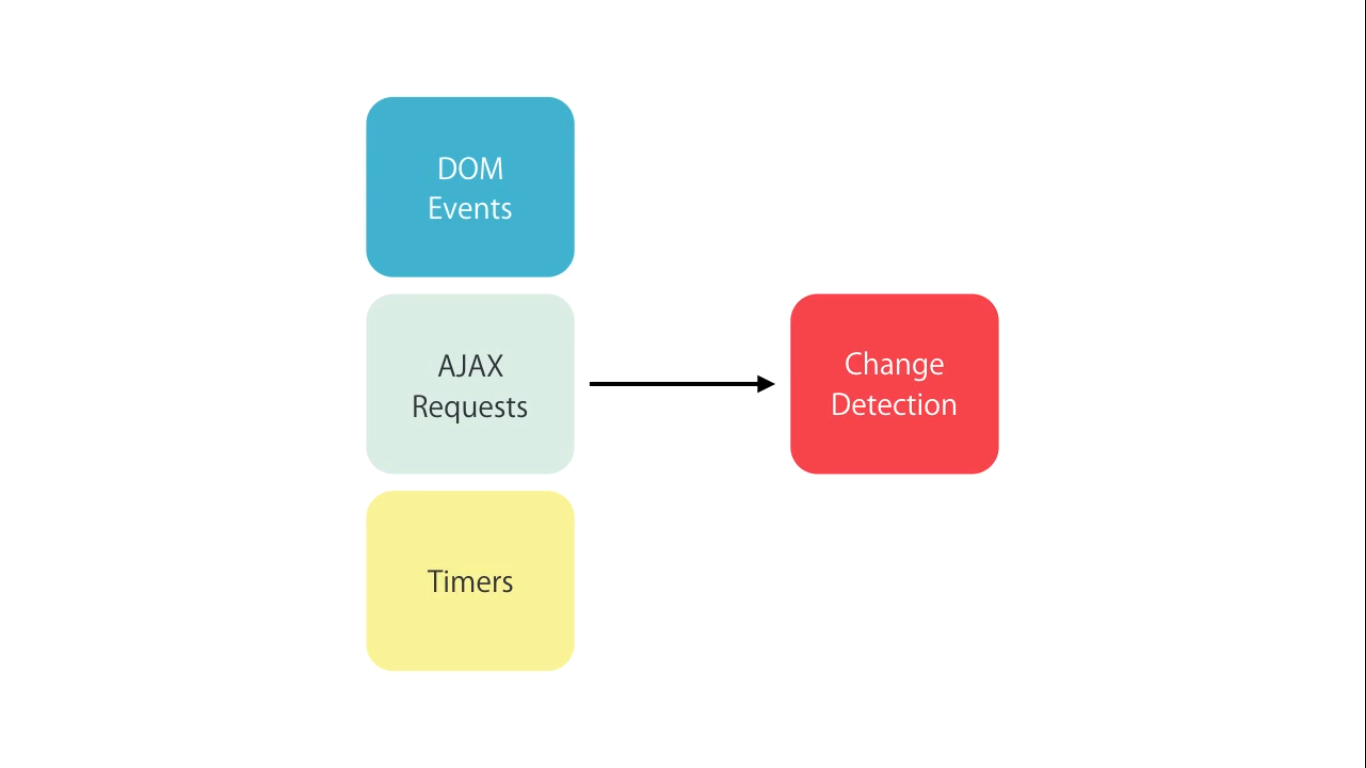 DOM
Events
AJAX
Requests
Change
Detection
Timers